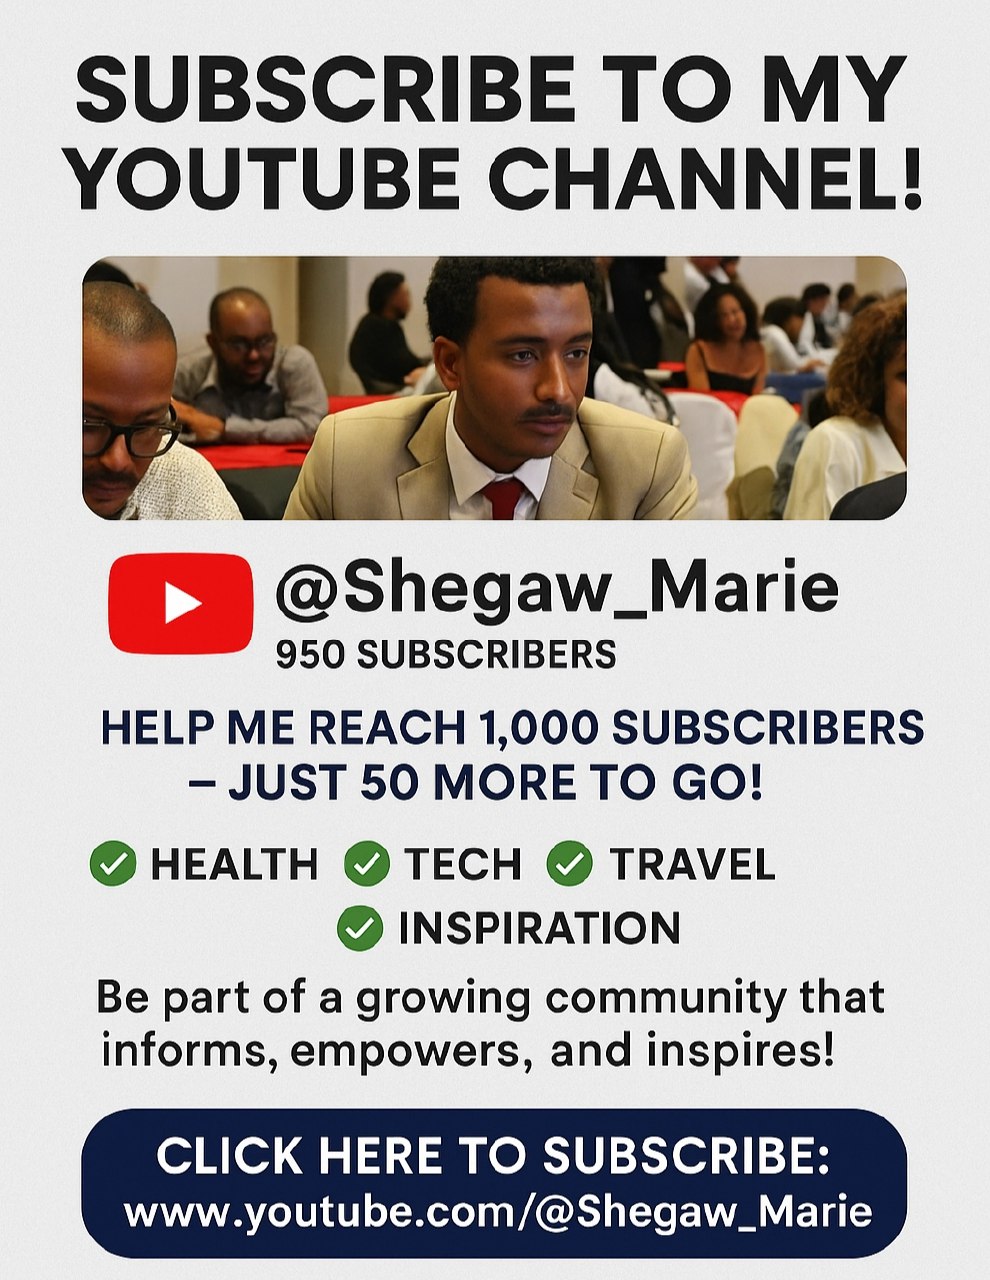 SUBSCRIBE TO MY
YOUTUBE CHANNEL!
@Shegaw_Marie
950 SUBSCRIBERS
HELP ME REACH 1,000 SUBSCRIBERS
– JUST 50 MORE TO GO!
HEALTH TECH TRAVEL
INSPIRATION
Be part of a growing community that
informs, empowers, and inspires!
CLICK HERE TO SUBSCRIBE:
www.youtube.com/@Shegaw_Marie